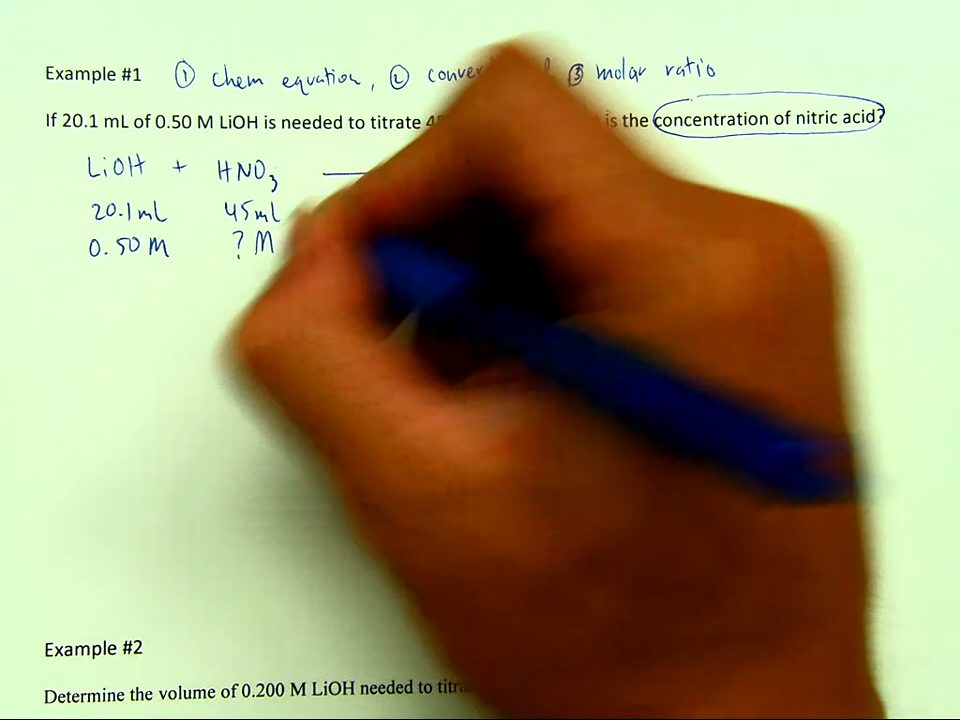 Example #1 ① chem equation, ② ③ molar ratio
If 20.1 mL of 0.50 M LiOH is needed to titrate is the concentration of nitric acid?
LiOH + HNO₃ —
20.1 mL 45 mL
0.50 M ? M
Example #2
Determine the volume of 0.200 M LiOH needed to